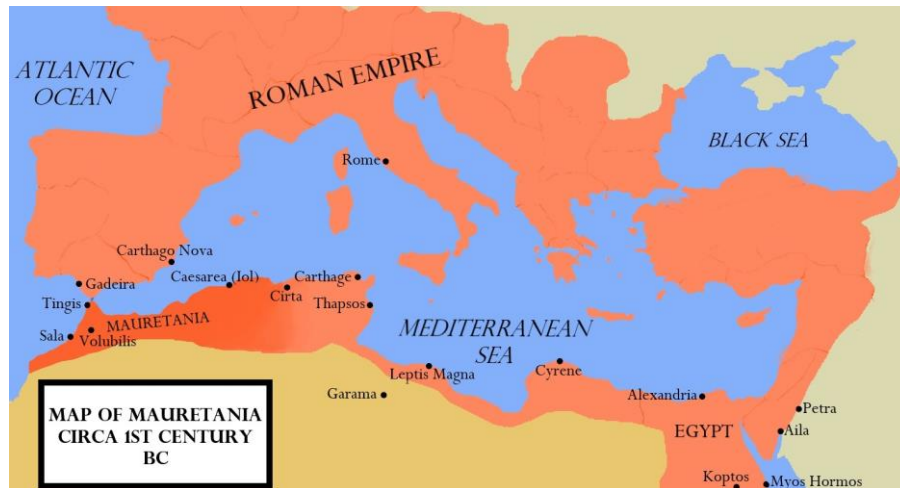 ATLANTIC
OCEAN
ROMAN EMPIRE
BLACK SEA
Rome
Carthago Nova
Gadeira
Caesarea (Iol)
Carthage
Cirta
Tingis
Thapsos
MAURETANIA
Sala
Volubilis
MEDITERRANEAN
SEA
Leptis Magna
Cyrene
Garama
Alexandria
Petra
EGYPT
Aila
Koptos
Myos Hormos
MAP OF MAURETANIA
CIRCA 1ST CENTURY
BC